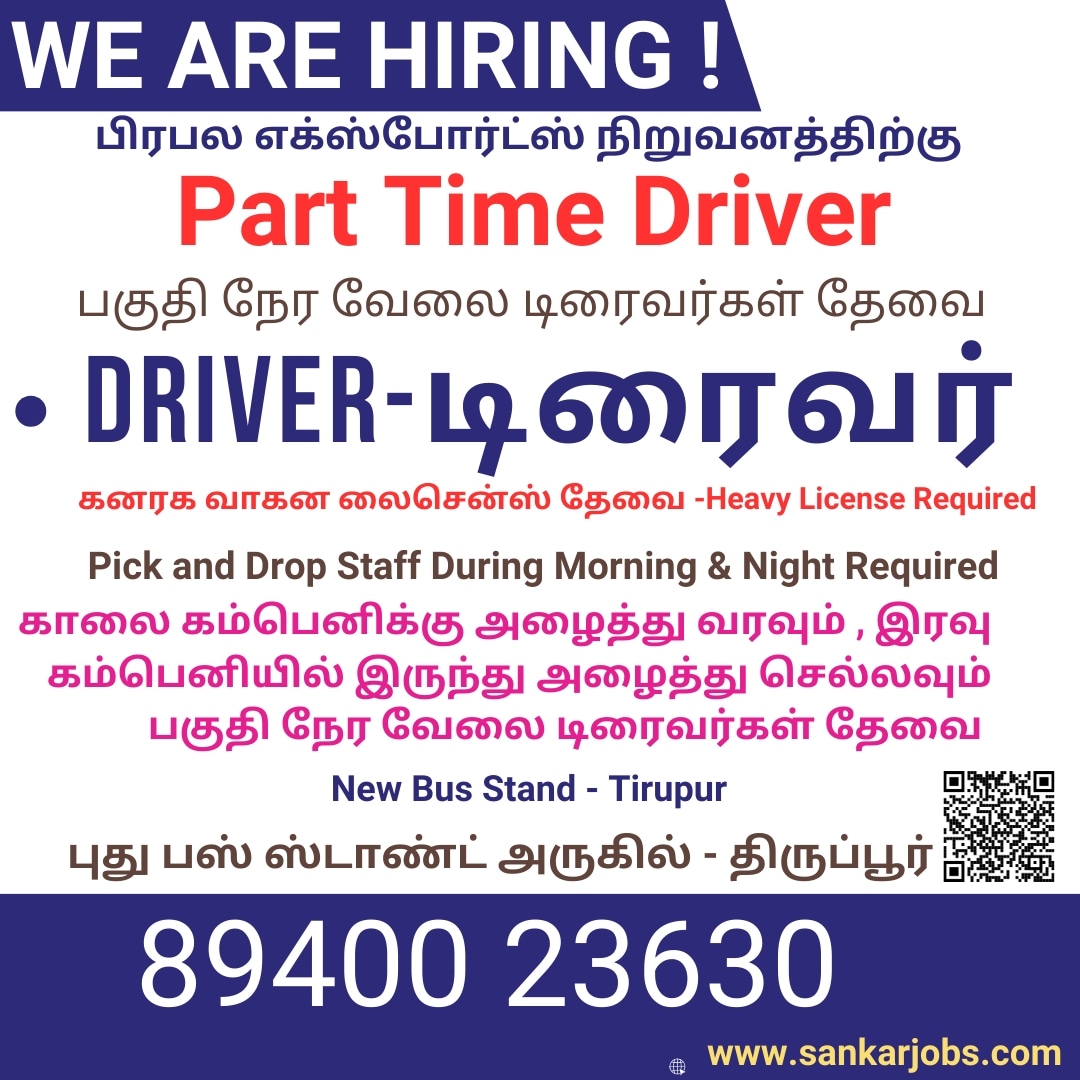 WE ARE HIRING !
பிரபல எக்ஸ்போர்ட்ஸ் நிறுவனத்திற்கு
Part Time Driver
பகுதி நேர வேலை டிரைவர்கள் தேவை
• DRIVER-டிரைவர்
கனரக வாகன லைசென்ஸ் தேவை -Heavy License Required
Pick and Drop Staff During Morning & Night Required
காலை கம்பெனிக்கு அழைத்து வரவும் , இரவு
கம்பெனியில் இருந்து அழைத்து செல்லவும்
பகுதி நேர வேலை டிரைவர்கள் தேவை
New Bus Stand - Tirupur
புது பஸ் ஸ்டாண்ட் அருகில் - திருப்பூர்
89400 23630
www.sankarjobs.com